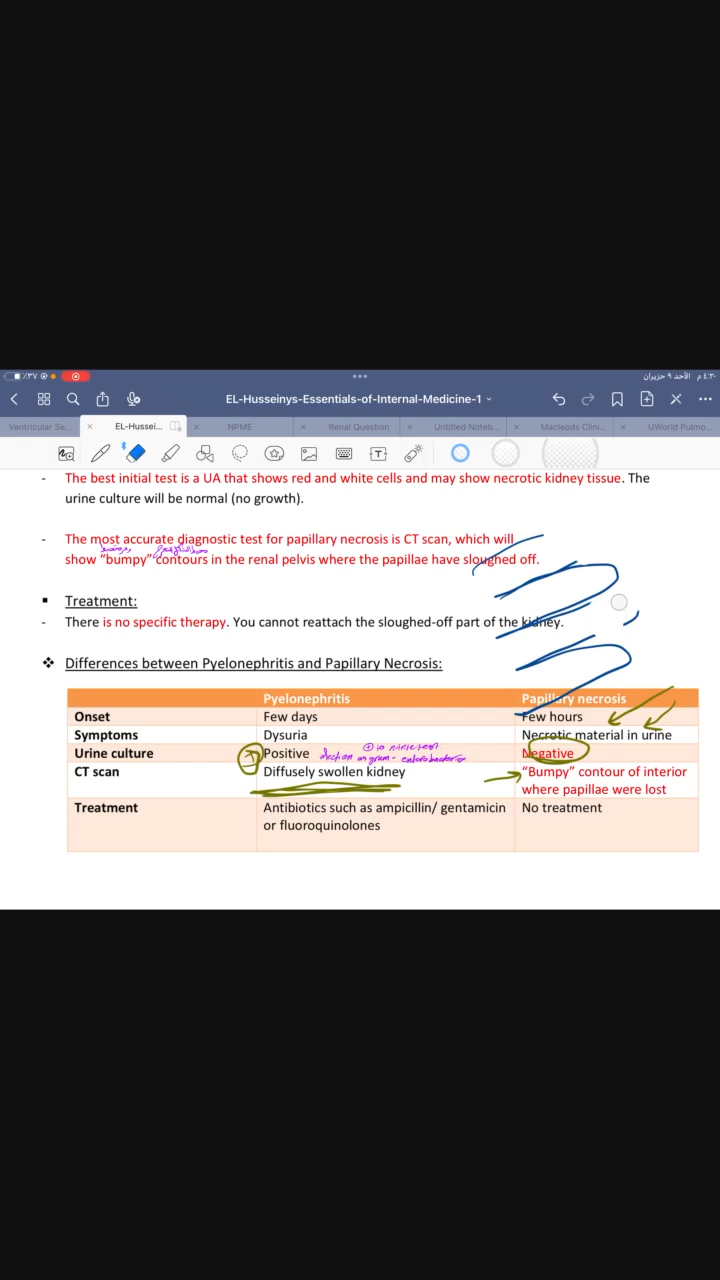 ٪٣٧
٤:٢٠ م الأحد ٩ حزيران
EL-Husseinys-Essentials-of-Internal-Medicine-1
Ventricular Se...
EL-Hussei...
NPME
Renal Question
Untitled Noteb...
Macleods Clini...
UWorld Pulmo...
- The best initial test is a UA that shows red and white cells and may show necrotic kidney tissue. The
urine culture will be normal (no growth).
- The most accurate diagnostic test for papillary necrosis is CT scan, which will
show “bumpy” contours in the renal pelvis where the papillae have sloughed off.
▪ Treatment:
- There is no specific therapy. You cannot reattach the sloughed-off part of the kidney.
❖ Differences between Pyelonephritis and Papillary Necrosis:
Pyelonephritis Papillary necrosis
Onset Few days Few hours
Symptoms Dysuria Necrotic material in urine
Urine culture Positive Negative
CT scan Diffusely swollen kidney “Bumpy” contour of interior
where papillae were lost
Treatment Antibiotics such as ampicillin/ gentamicin No treatment
or fluoroquinolones